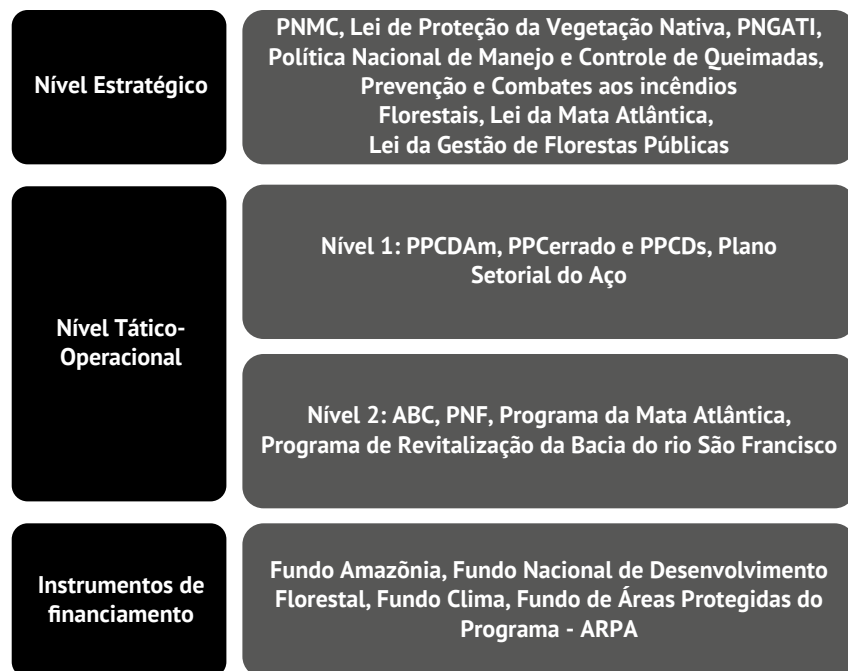 Nível Estratégico
PNMC, Lei de Proteção da Vegetação Nativa, PNGATI,
Política Nacional de Manejo e Controle de Queimadas,
Prevenção e Combates aos incêndios
Florestais, Lei da Mata Atlântica,
Lei da Gestão de Florestas Públicas
Nível Tático-
Operacional
Nível 1: PPCDAm, PPCerrado e PPCDs, Plano
Setorial do Aço
Nível 2: ABC, PNF, Programa da Mata Atlântica,
Programa de Revitalização da Bacia do rio São Francisco
Instrumentos de
financiamento
Fundo Amazõnia, Fundo Nacional de Desenvolvimento
Florestal, Fundo Clima, Fundo de Áreas Protegidas do
Programa - ARPA